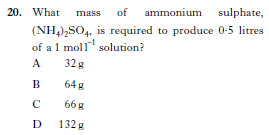 20. What mass of ammonium sulphate,
(NH₄)₂SO₄, is required to produce 0·5 litres
of a 1 mol l⁻¹ solution?
A 32 g
B 64 g
C 66 g
D 132 g